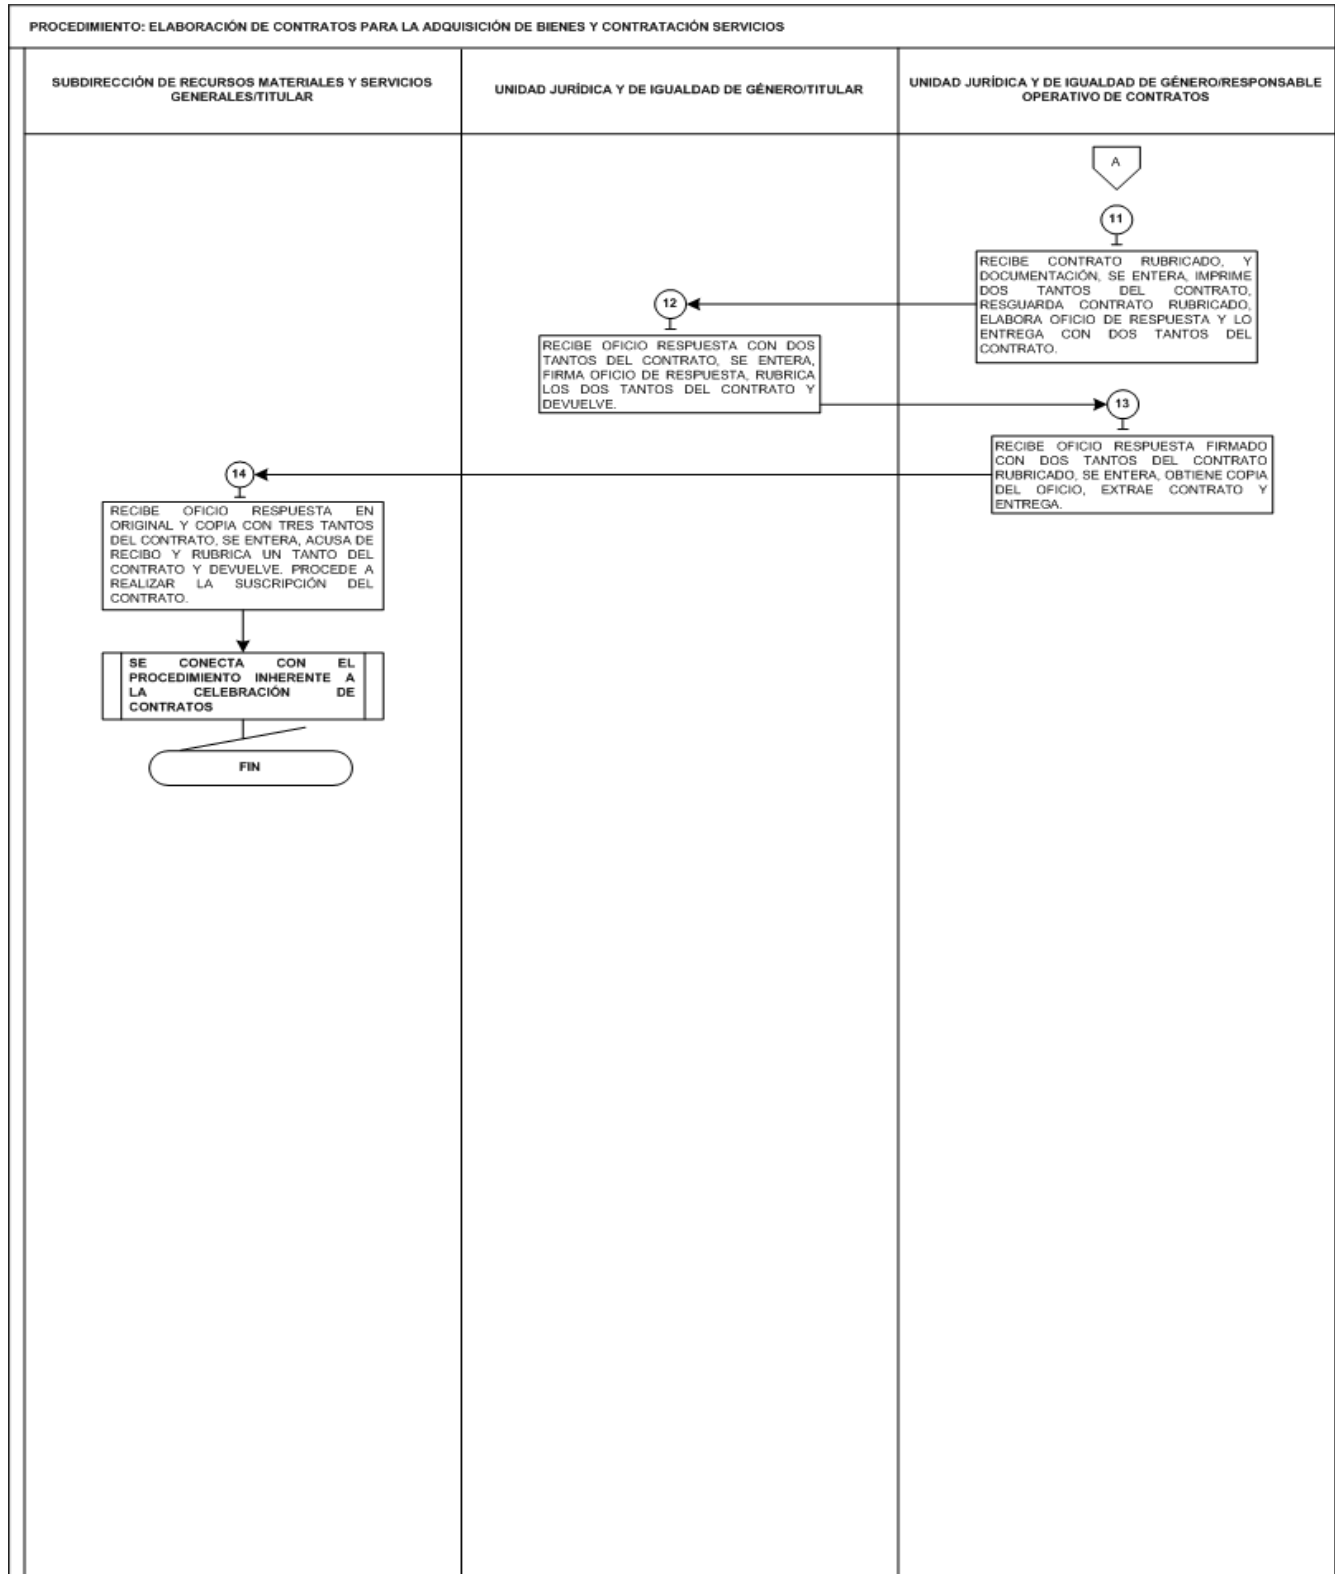 PROCEDIMIENTO: ELABORACIÓN DE CONTRATOS PARA LA ADQUISICIÓN DE BIENES Y CONTRATACIÓN SERVICIOS
SUBDIRECCIÓN DE RECURSOS MATERIALES Y SERVICIOS
GENERALES/TITULAR
UNIDAD JURÍDICA Y DE IGUALDAD DE GÉNERO/TITULAR
UNIDAD JURÍDICA Y DE IGUALDAD DE GÉNERO/RESPONSABLE
OPERATIVO DE CONTRATOS
A
11
RECIBE CONTRATO RUBRICADO, Y
DOCUMENTACIÓN, SE ENTERA, IMPRIME
DOS TANTOS DEL CONTRATO,
RESGUARDA CONTRATO RUBRICADO,
ELABORA OFICIO DE RESPUESTA Y LO
ENTREGA CON DOS TANTOS DEL
CONTRATO.
12
RECIBE OFICIO RESPUESTA CON DOS
TANTOS DEL CONTRATO, SE ENTERA,
FIRMA OFICIO DE RESPUESTA, RUBRICA
LOS DOS TANTOS DEL CONTRATO Y
DEVUELVE.
13
RECIBE OFICIO RESPUESTA FIRMADO
CON DOS TANTOS DEL CONTRATO
RUBRICADO, SE ENTERA, OBTIENE COPIA
DEL OFICIO, EXTRAE CONTRATO Y
ENTREGA.
14
RECIBE OFICIO RESPUESTA EN
ORIGINAL Y COPIA CON TRES TANTOS
DEL CONTRATO, SE ENTERA, ACUSA DE
RECIBO Y RUBRICA UN TANTO DEL
CONTRATO Y DEVUELVE. PROCEDE A
REALIZAR LA SUSCRIPCIÓN DEL
CONTRATO.
SE CONECTA CON EL
PROCEDIMIENTO INHERENTE A
LA CELEBRACIÓN DE
CONTRATOS
FIN